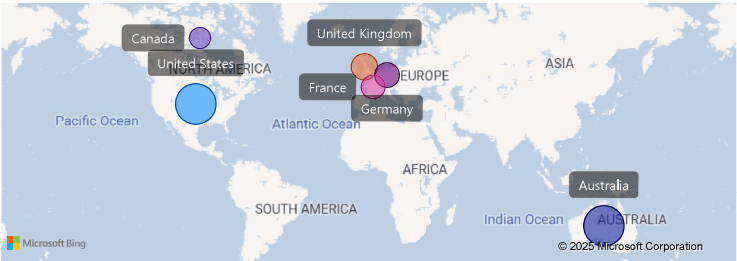 Canada
United Kingdom
United States
NORTH AMERICA
EUROPE
ASIA
France
Germany
Pacific Ocean
Atlantic Ocean
AFRICA
Australia
SOUTH AMERICA
Indian Ocean
AUSTRALIA
Microsoft Bing
© 2025 Microsoft Corporation